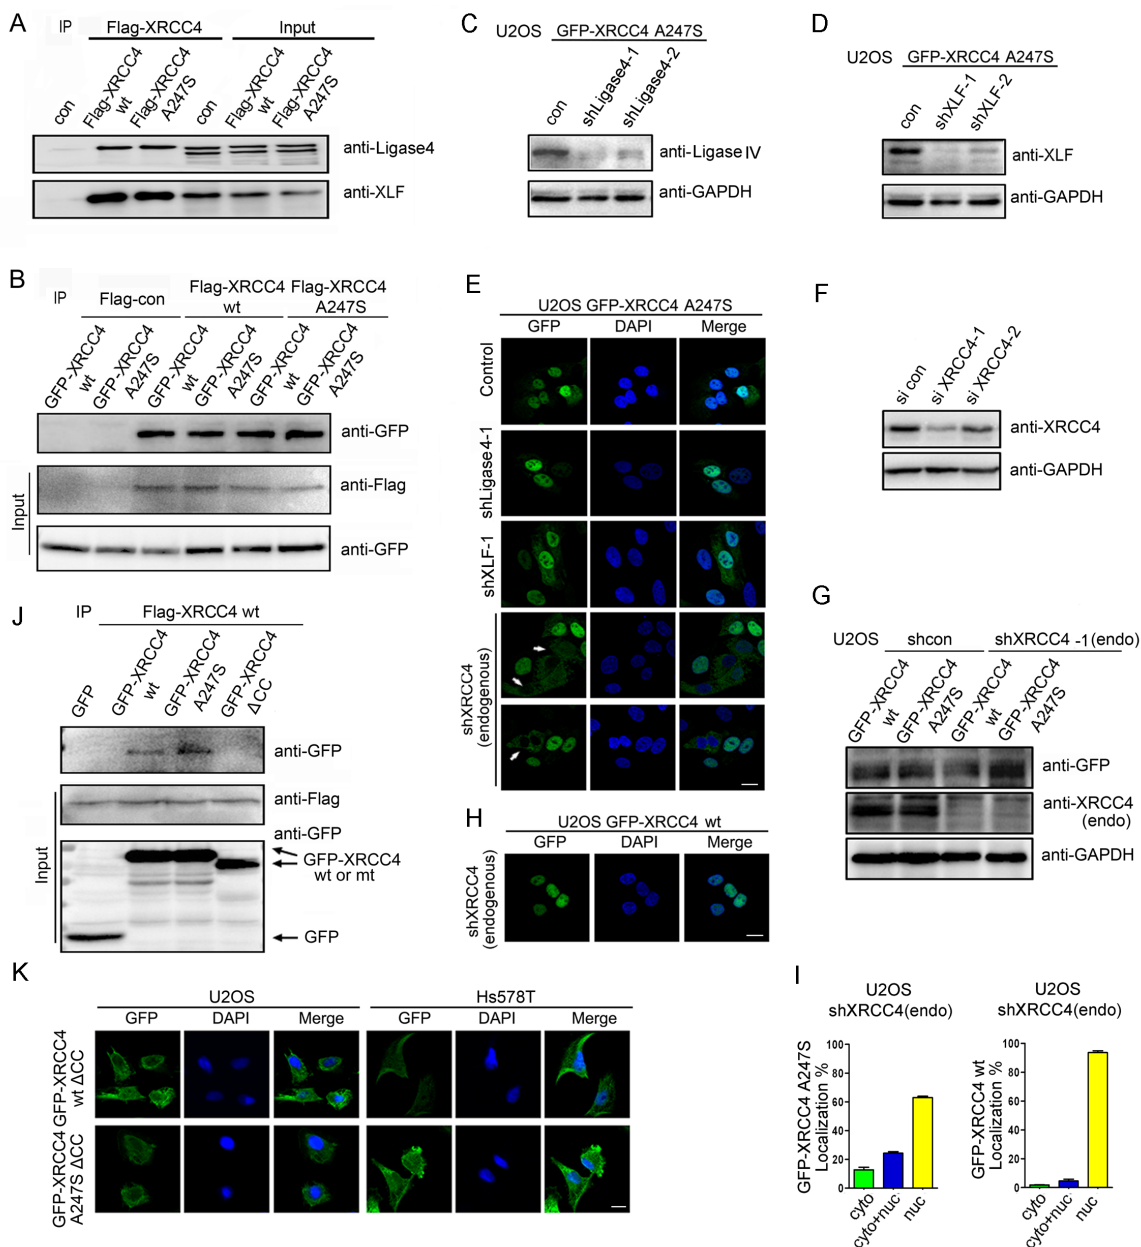 A
IP
Flag-XRCC4
Input
con
Flag-XRCC4
wt
Flag-XRCC4
A247S
con
Flag-XRCC4
wt
Flag-XRCC4
A247S
anti-Ligase4
anti-XLF
C
U2OS
GFP-XRCC4 A247S
con
shLigase4-1
shLigase4-2
anti-Ligase IV
anti-GAPDH
D
U2OS
GFP-XRCC4 A247S
con
shXLF-1
shXLF-2
anti-XLF
anti-GAPDH
B
IP
Flag-con
Flag-XRCC4
wt
Flag-XRCC4
A247S
GFP-XRCC4
wt
GFP-XRCC4
A247S
GFP-XRCC4
wt
GFP-XRCC4
A247S
GFP-XRCC4
wt
GFP-XRCC4
A247S
anti-GFP
Input
anti-Flag
anti-GFP
E
U2OS GFP-XRCC4 A247S
GFP
DAPI
Merge
Control
shLigase4-1
shXLF-1
shXRCC4
(endogenous)
F
si con
si XRCC4-1
si XRCC4-2
anti-XRCC4
anti-GAPDH
G
U2OS
shcon
shXRCC4 -1(endo)
GFP-XRCC4
wt
GFP-XRCC4
A247S
GFP-XRCC4
wt
GFP-XRCC4
A247S
anti-GFP
anti-XRCC4
(endo)
anti-GAPDH
J
IP
Flag-XRCC4 wt
GFP
GFP-XRCC4
wt
GFP-XRCC4
A247S
GFP-XRCC4
ΔCC
anti-GFP
Input
anti-Flag
anti-GFP
GFP-XRCC4
wt or mt
GFP
H
U2OS GFP-XRCC4 wt
GFP
DAPI
Merge
shXRCC4
(endogenous)
K
U2OS
Hs578T
GFP
DAPI
Merge
GFP
DAPI
Merge
GFP-XRCC4
wt ΔCC
GFP-XRCC4
A247S ΔCC
I
U2OS
shXRCC4(endo)
GFP-XRCC4 A247S
Localization %
100
80
60
40
20
0
cyto
cyto+nuc
nuc
U2OS
shXRCC4(endo)
GFP-XRCC4 wt
Localization %
100
80
60
40
20
0
cyto
cyto+nuc
nuc